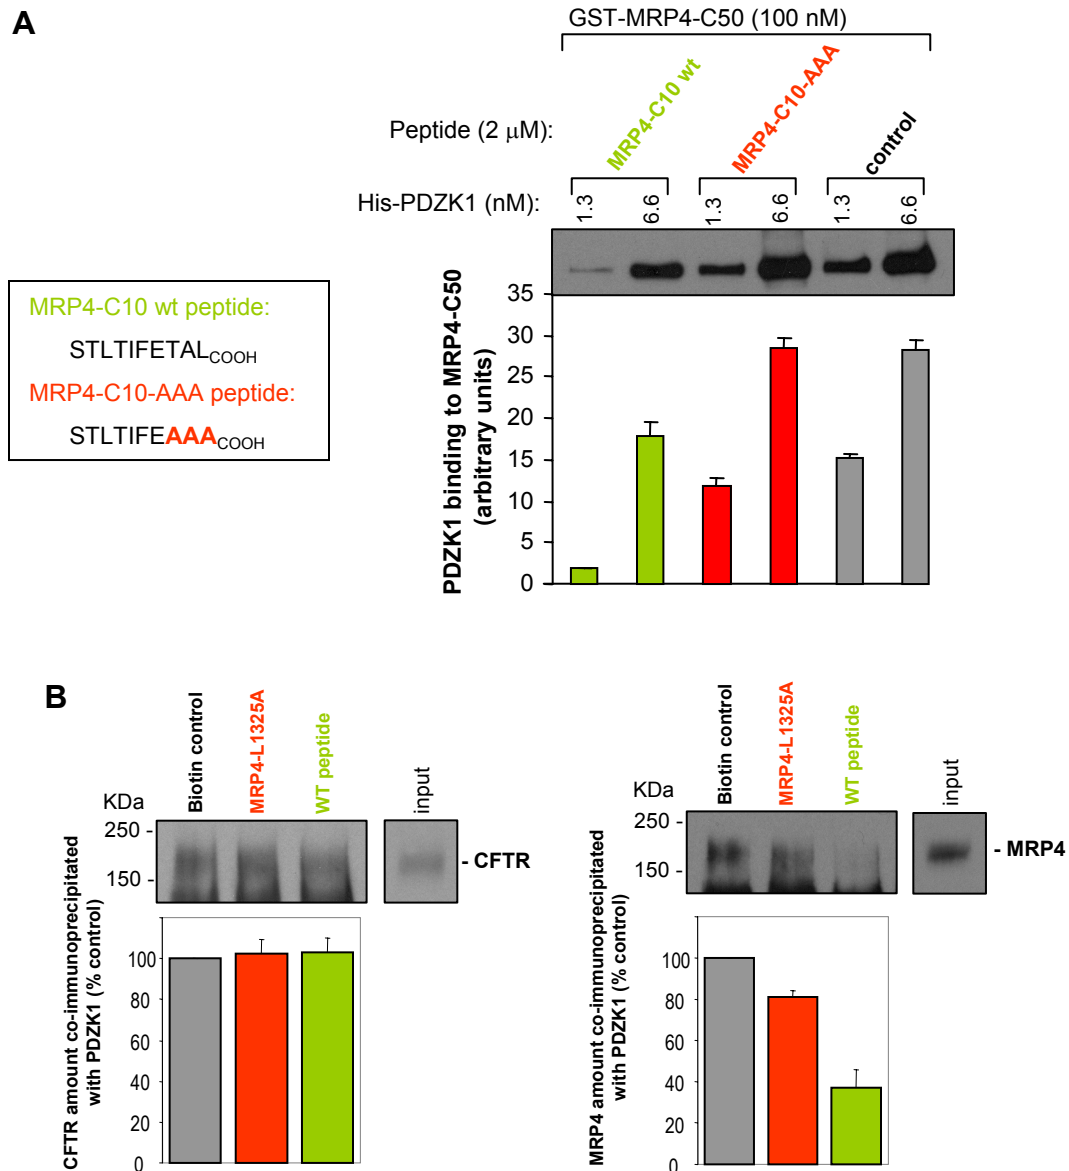 A
GST-MRP4-C50 (100 nM)
Peptide (2 μM):
MRP4-C10 wt
MRP4-C10-AAA
control
His-PDZK1 (nM):
1.3
6.6
1.3
6.6
1.3
6.6
MRP4-C10 wt peptide:
STLTIFETALCOOH
MRP4-C10-AAA peptide:
STLTIFEAAACOOH
PDZK1 binding to MRP4-C50
(arbitrary units)
35
30
25
20
15
10
5
0
B
Biotin control
MRP4-L1325A
WT peptide
input
KDa
250 -
150 -
- CFTR
CFTR amount co-immunoprecipitated
with PDZK1 (% control)
100
80
60
40
20
0
Biotin control
MRP4-L1325A
WT peptide
input
KDa
250 -
150 -
- MRP4
MRP4 amount co-immunoprecipitated
with PDZK1 (% control)
100
80
60
40
20
0